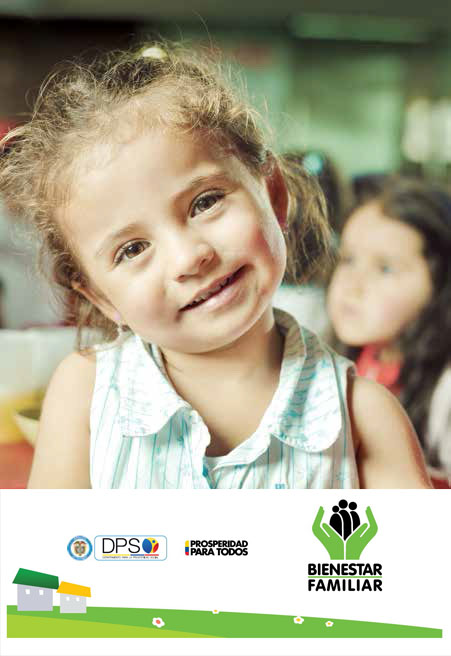 DPS
PROSPERIDAD
PARA TODOS
BIENESTAR
FAMILIAR